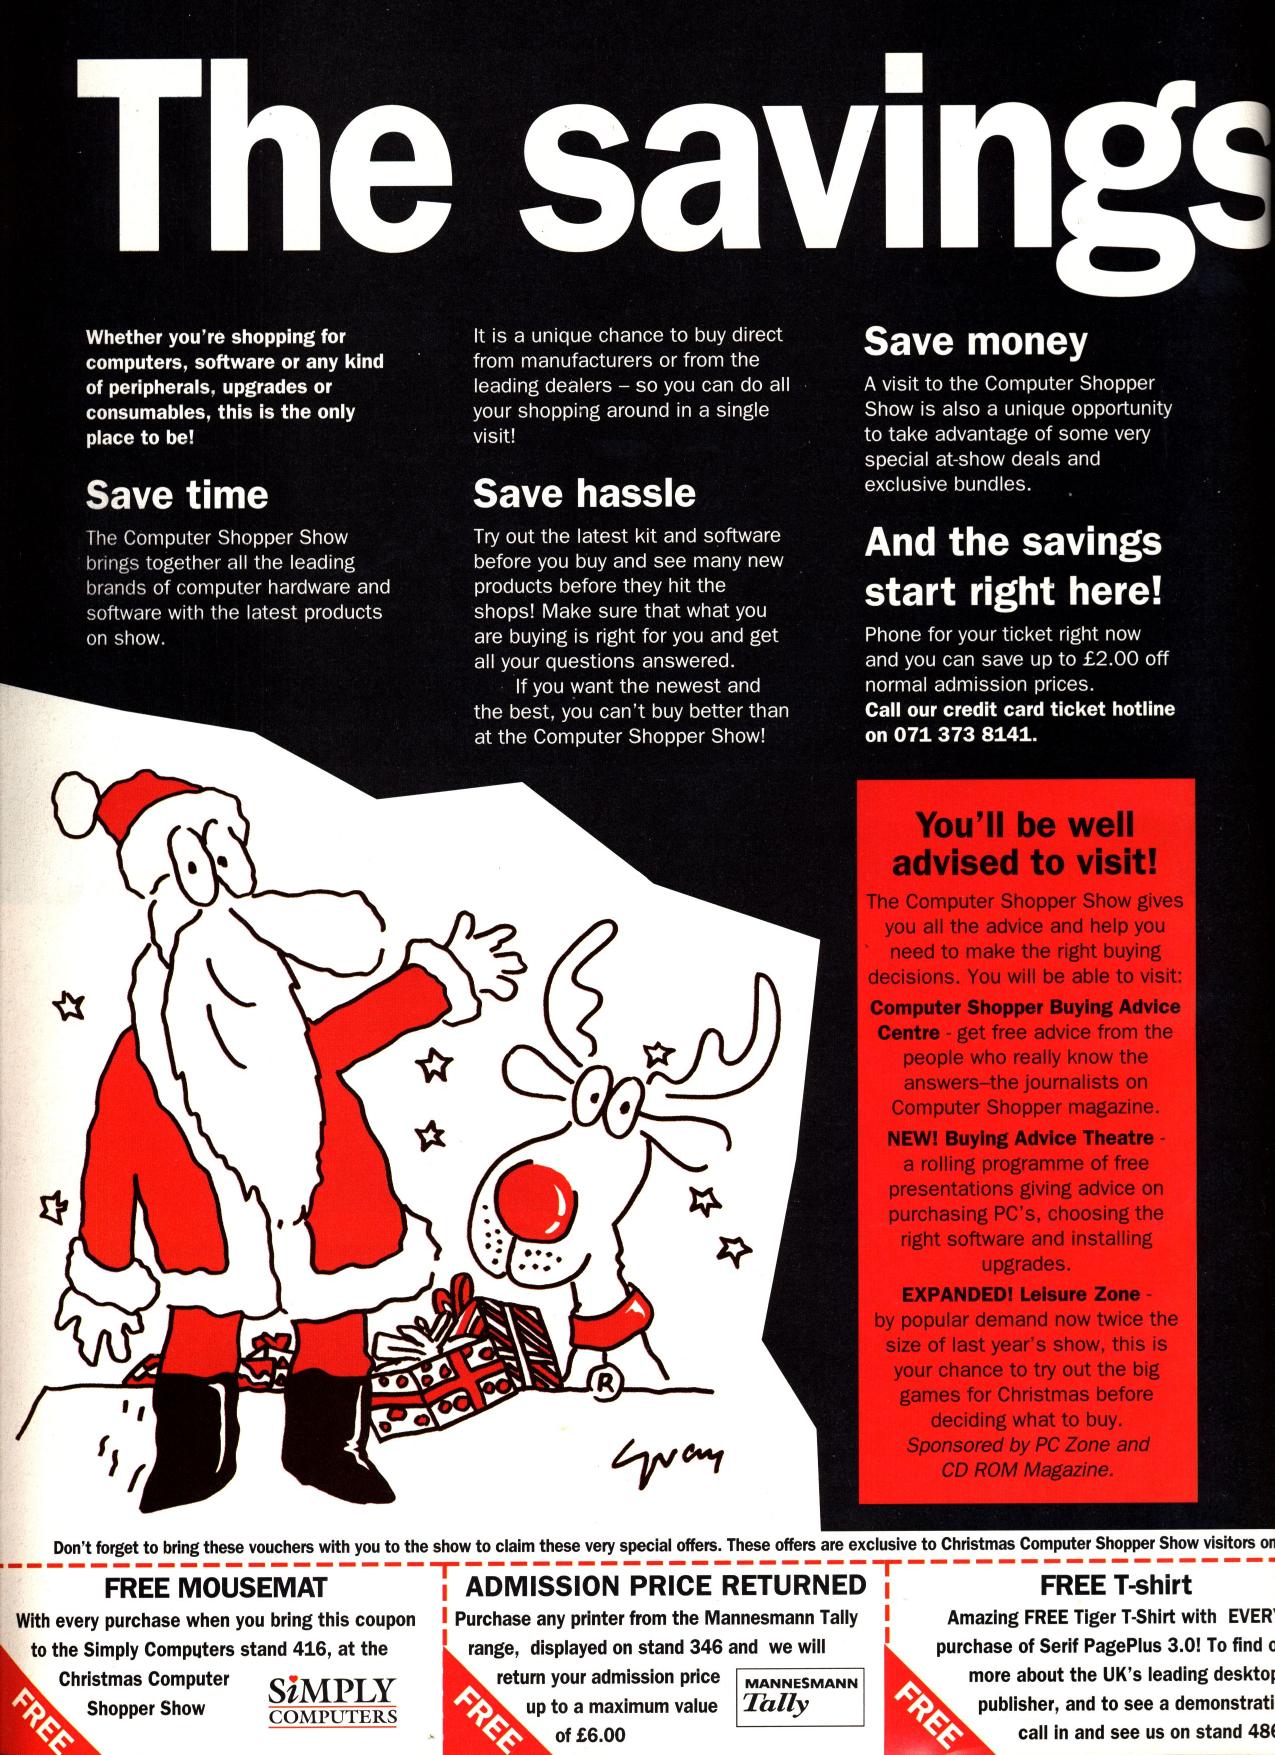 The savings
Whether you're shopping for
computers, software or any kind
of peripherals, upgrades or
consumables, this is the only
place to be!
Save time
The Computer Shopper Show
brings together all the leading
brands of computer hardware and
software with the latest products
on show.
It is a unique chance to buy direct
from manufacturers or from the
leading dealers – so you can do all
your shopping around in a single
visit!
Save hassle
Try out the latest kit and software
before you buy and see many new
products before they hit the
shops! Make sure that what you
are buying is right for you and get
all your questions answered.
If you want the newest and
the best, you can't buy better than
at the Computer Shopper Show!
Save money
A visit to the Computer Shopper
Show is also a unique opportunity
to take advantage of some very
special at-show deals and
exclusive bundles.
And the savings
start right here!
Phone for your ticket right now
and you can save up to £2.00 off
normal admission prices.
Call our credit card ticket hotline
on 071 373 8141.
You'll be well
advised to visit!
The Computer Shopper Show gives
you all the advice and help you
need to make the right buying
decisions. You will be able to visit:
Computer Shopper Buying Advice
Centre - get free advice from the
people who really know the
answers–the journalists on
Computer Shopper magazine.
NEW! Buying Advice Theatre -
a rolling programme of free
presentations giving advice on
purchasing PC's, choosing the
right software and installing
upgrades.
EXPANDED! Leisure Zone -
by popular demand now twice the
size of last year's show, this is
your chance to try out the big
games for Christmas before
deciding what to buy.
Sponsored by PC Zone and
CD ROM Magazine.
R
Gray
Don't forget to bring these vouchers with you to the show to claim these very special offers. These offers are exclusive to Christmas Computer Shopper Show visitors on
FREE MOUSEMAT
With every purchase when you bring this coupon
to the Simply Computers stand 416, at the
Christmas Computer
Shopper Show
SiMPLY
COMPUTERS
FREE
ADMISSION PRICE RETURNED
Purchase any printer from the Mannesmann Tally
range, displayed on stand 346 and we will
return your admission price
up to a maximum value
of £6.00
MANNESMANN
Tally
FREE
FREE T-shirt
Amazing FREE Tiger T-Shirt with EVER
purchase of Serif PagePlus 3.0! To find o
more about the UK's leading desktop
publisher, and to see a demonstrati
call in and see us on stand 486
FREE